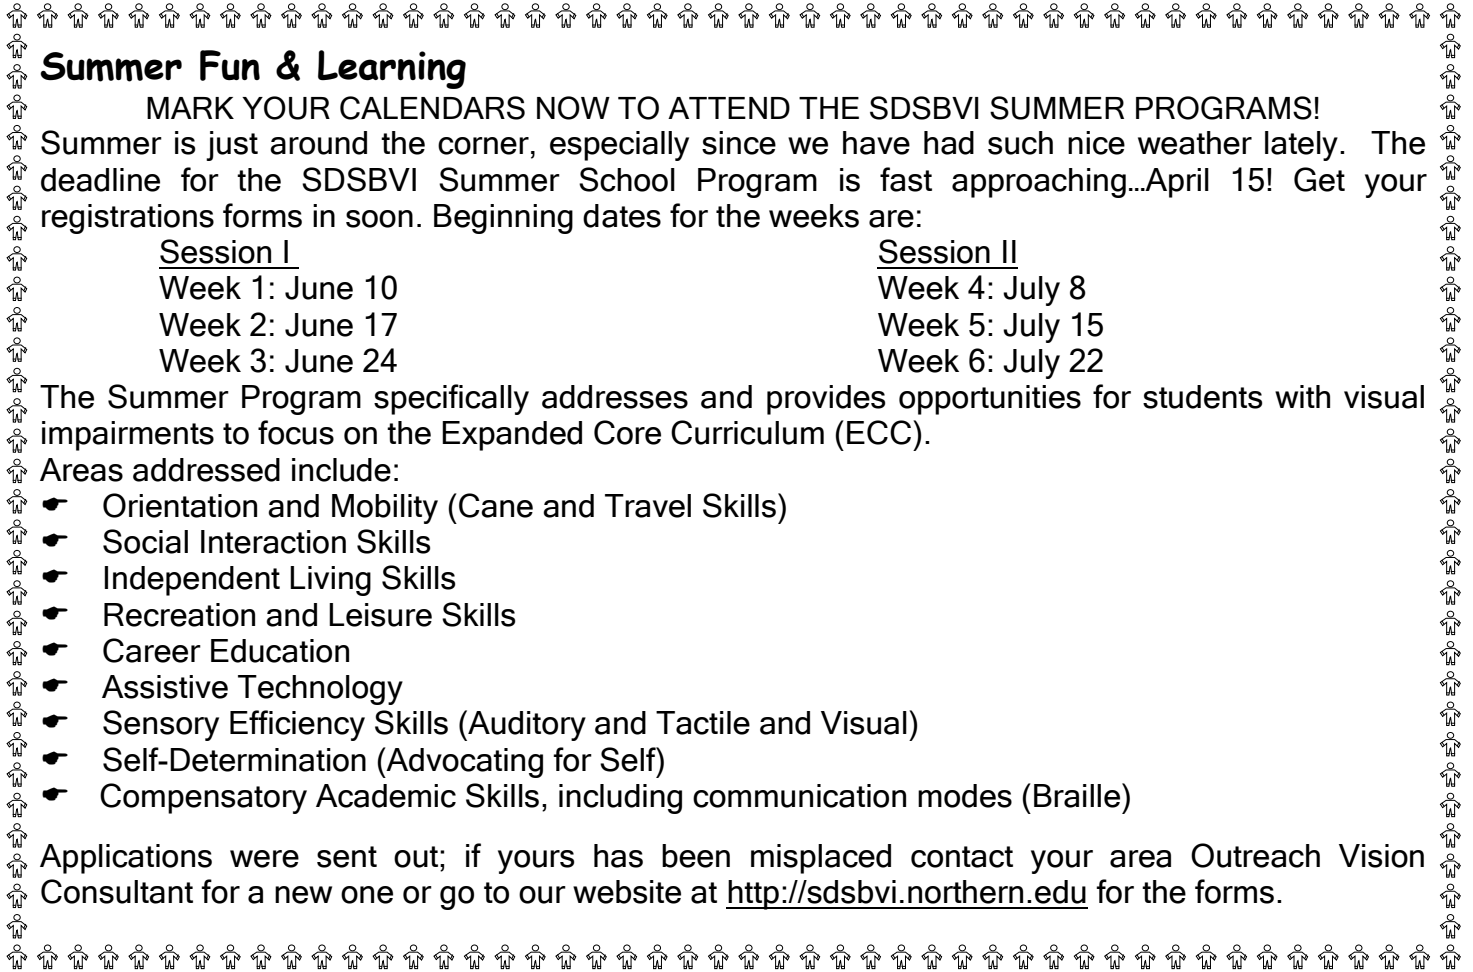 Summer Fun & Learning
MARK YOUR CALENDARS NOW TO ATTEND THE SDSBVI SUMMER PROGRAMS!
Summer is just around the corner, especially since we have had such nice weather lately. The
deadline for the SDSBVI Summer School Program is fast approaching…April 15! Get your
registrations forms in soon. Beginning dates for the weeks are:
Session I Session II
Week 1: June 10 Week 4: July 8
Week 2: June 17 Week 5: July 15
Week 3: June 24 Week 6: July 22
The Summer Program specifically addresses and provides opportunities for students with visual
impairments to focus on the Expanded Core Curriculum (ECC).
Areas addressed include:
Orientation and Mobility (Cane and Travel Skills)
Social Interaction Skills
Independent Living Skills
Recreation and Leisure Skills
Career Education
Assistive Technology
Sensory Efficiency Skills (Auditory and Tactile and Visual)
Self-Determination (Advocating for Self)
Compensatory Academic Skills, including communication modes (Braille)
Applications were sent out; if yours has been misplaced contact your area Outreach Vision
Consultant for a new one or go to our website at http://sdsbvi.northern.edu for the forms.